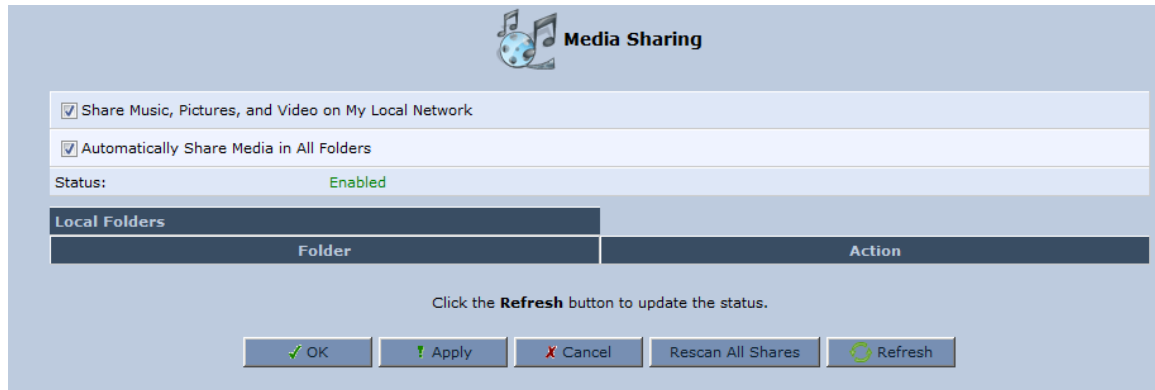 Media Sharing
Share Music, Pictures, and Video on My Local Network
Automatically Share Media in All Folders
Status: Enabled
Local Folders
Folder Action
Click the Refresh button to update the status.
OK Apply Cancel Rescan All Shares Refresh